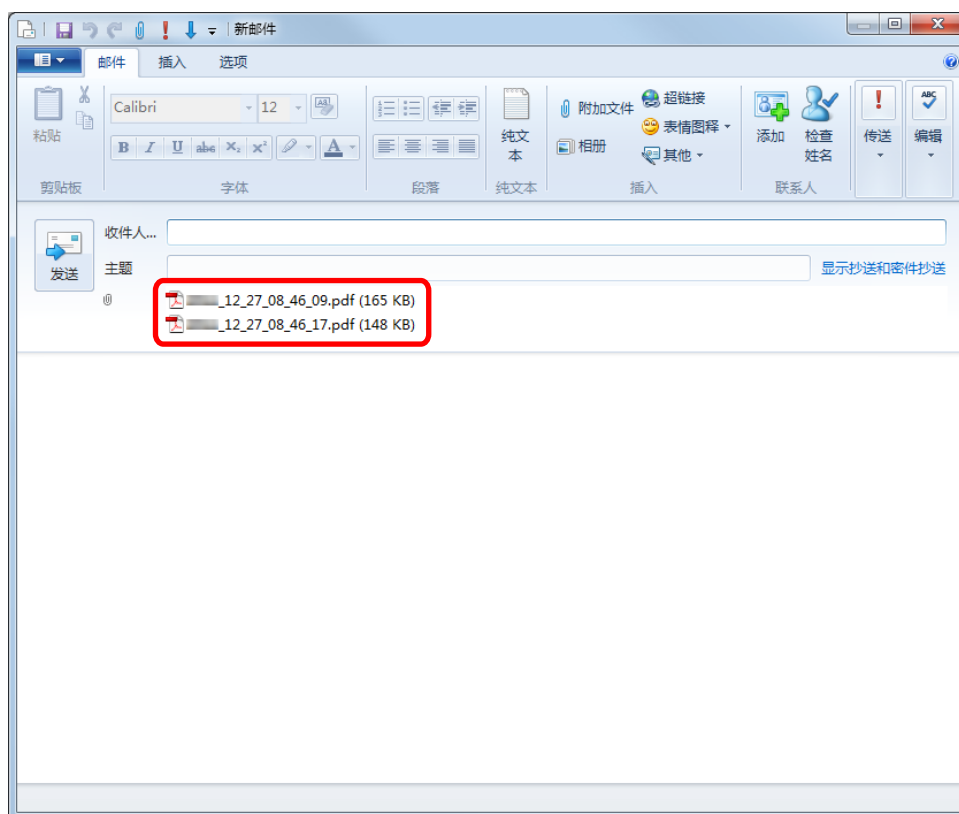 新邮件
邮件 插入 选项
粘贴
Calibri 12
B I U abc X₂ X² A
纯文本
附加文件
相册
超链接
表情图释
其他
添加
检查姓名
传送
ABC
编辑
剪贴板 字体 段落 纯文本 插入 联系人
收件人...
发送
主题
显示抄送和密件抄送
_12_27_08_46_09.pdf (165 KB)
_12_27_08_46_17.pdf (148 KB)